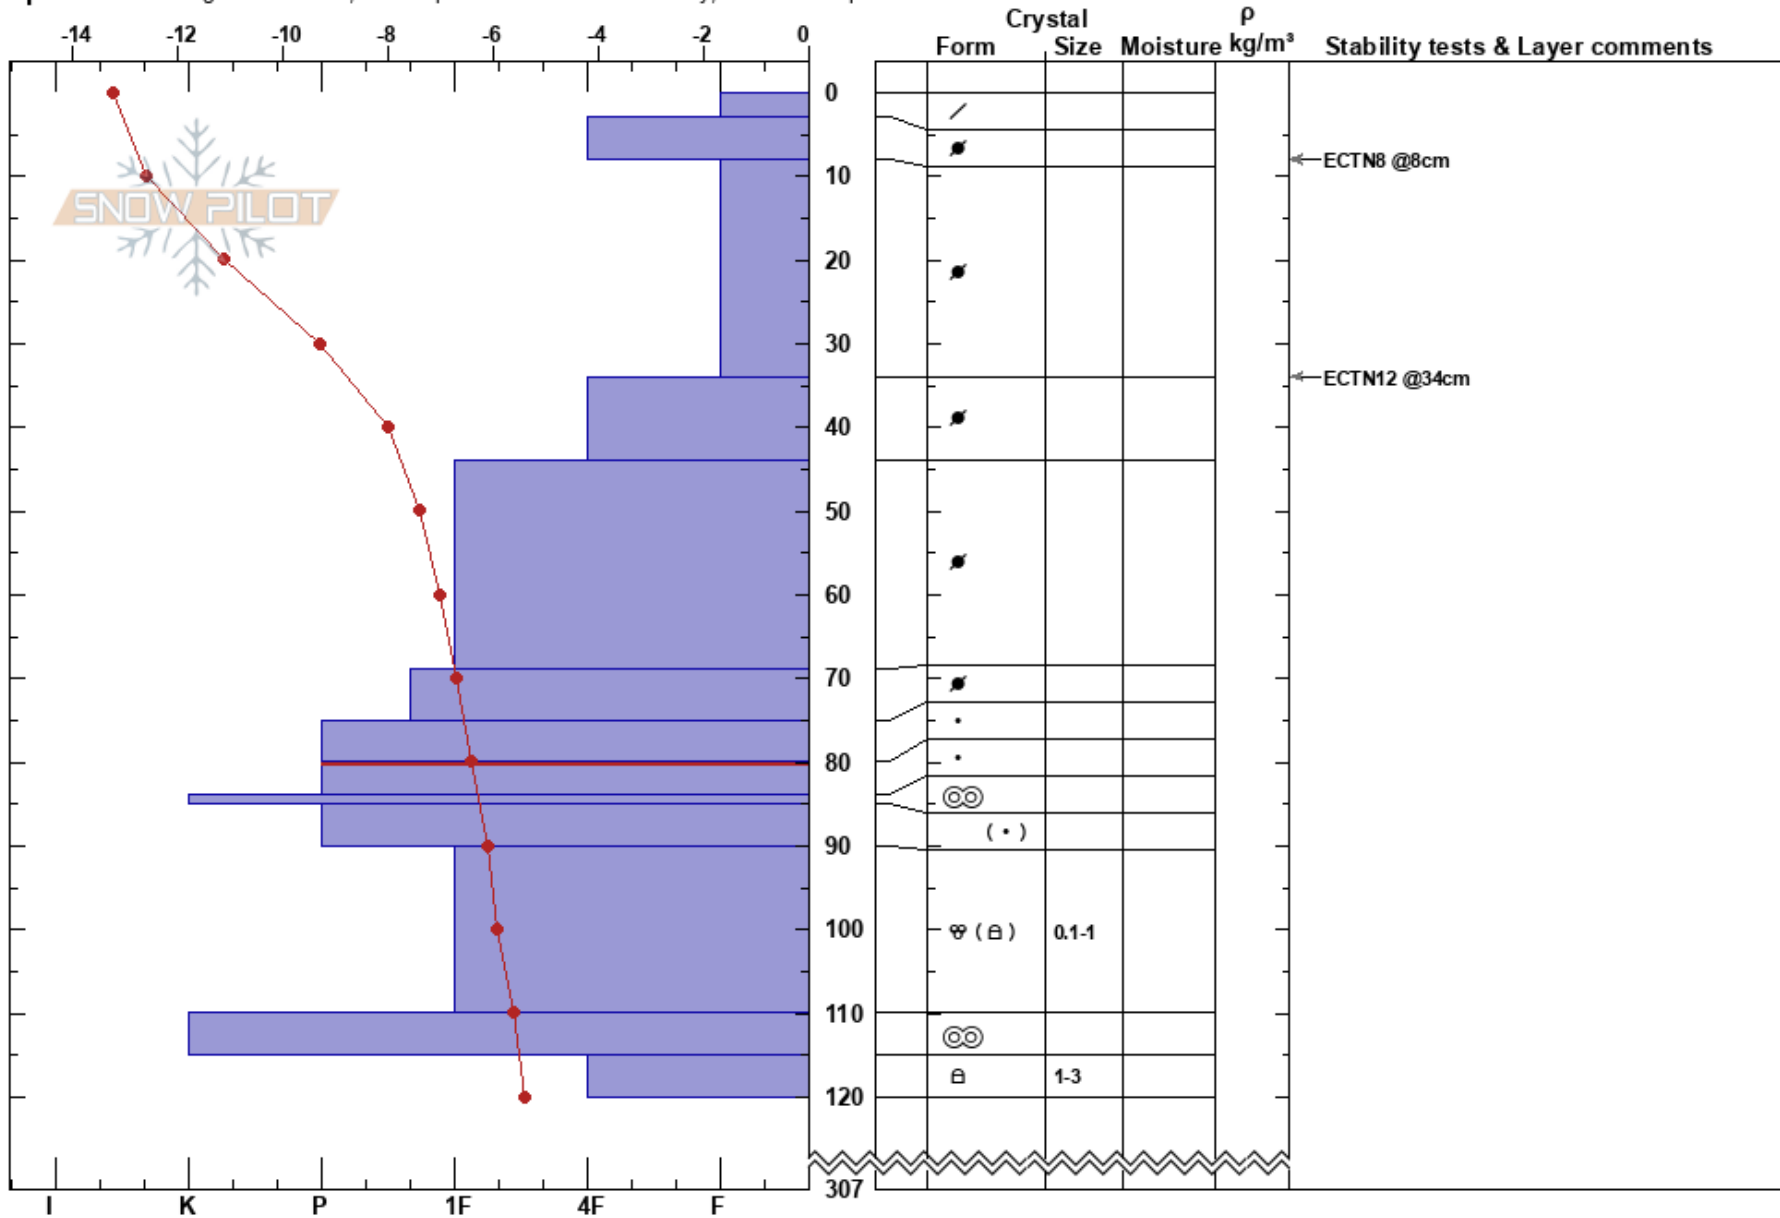 Crystal
ρ
-14 -12 -10 -8 -6 -4 -2 0
Form Size Moisture kg/m³ Stability tests & Layer comments
0
SNOW PILOT
ECTN8 @8cm
10
20
30
ECTN12 @34cm
40
50
60
70
80
( • )
90
100
( ) 0.1-1
110
1-3
120
307
I K P 1F 4F F